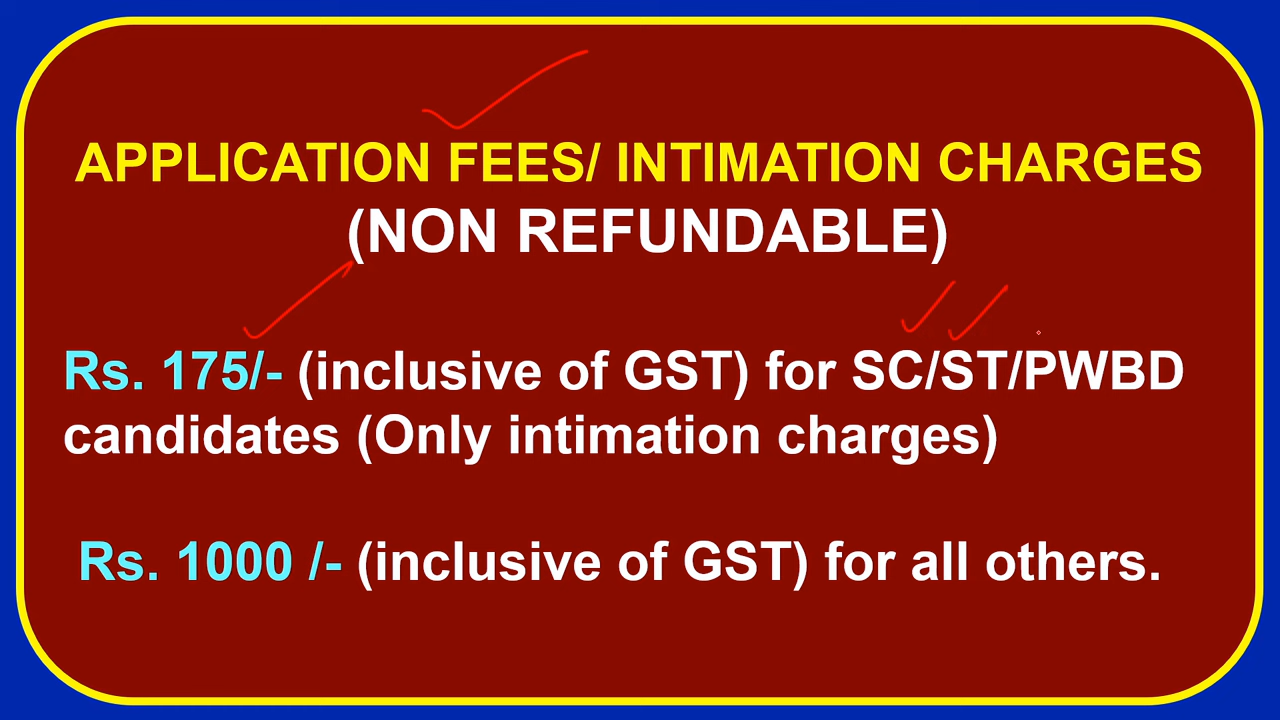 APPLICATION FEES/ INTIMATION CHARGES
(NON REFUNDABLE)
Rs. 175/- (inclusive of GST) for SC/ST/PWBD
candidates (Only intimation charges)
Rs. 1000 /- (inclusive of GST) for all others.